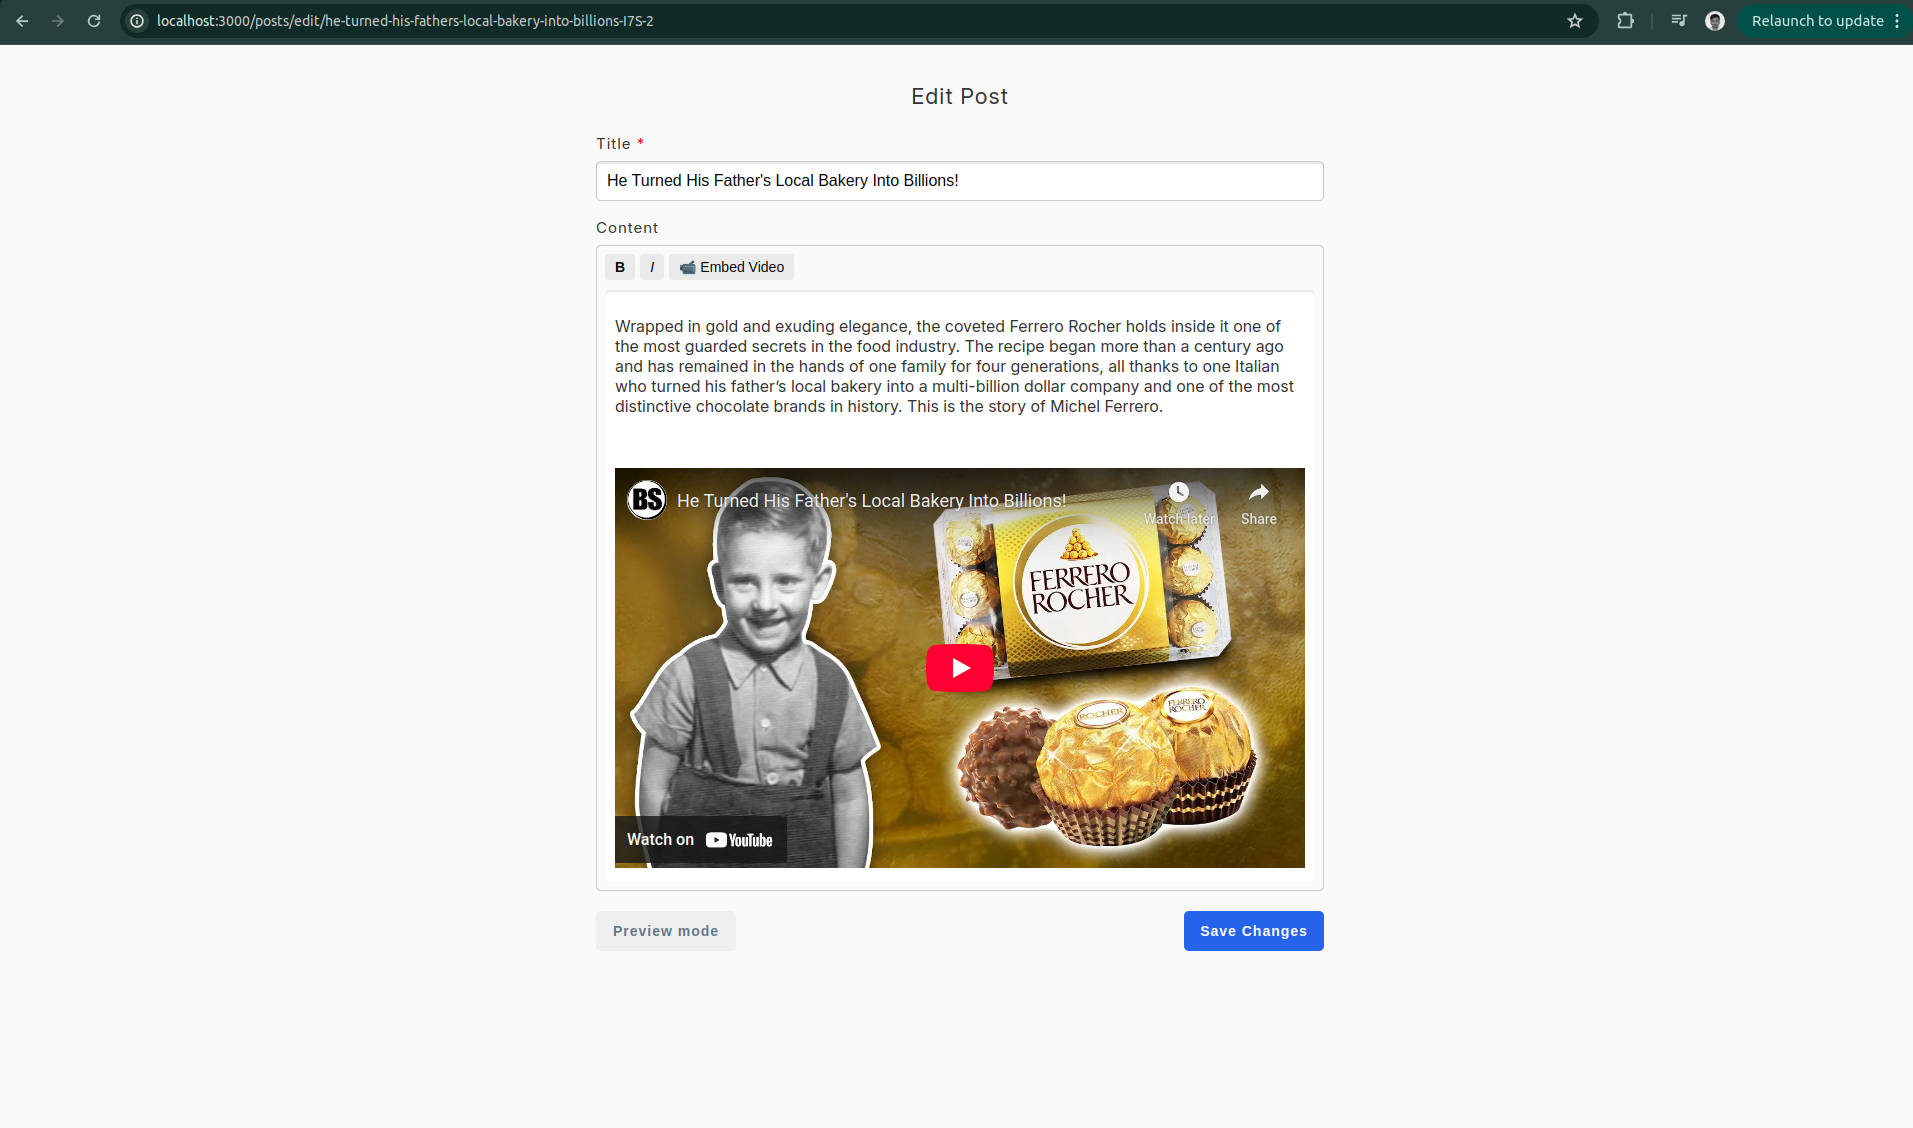 localhost:3000/posts/edit/he-turned-his-fathers-local-bakery-into-billions-I7S-2
Relaunch to update
Edit Post
Title *
He Turned His Father's Local Bakery Into Billions!
Content
B I Embed Video
Wrapped in gold and exuding elegance, the coveted Ferrero Rocher holds inside it one of
the most guarded secrets in the food industry. The recipe began more than a century ago
and has remained in the hands of one family for four generations, all thanks to one Italian
who turned his father’s local bakery into a multi-billion dollar company and one of the most
distinctive chocolate brands in history. This is the story of Michel Ferrero.
BS He Turned His Father's Local Bakery Into Billions!
Watch later Share
FERRERO
ROCHER
ROCHER
FERRERO
ROCHER
Watch on YouTube
Preview mode Save Changes